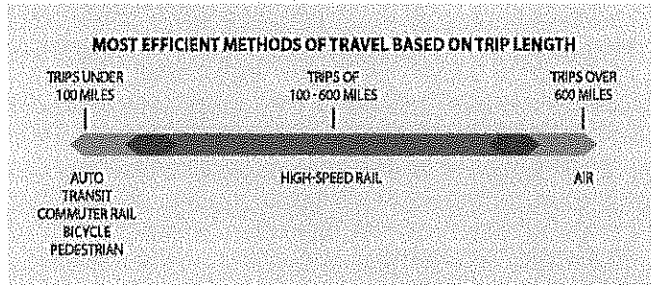 MOST EFFICIENT METHODS OF TRAVEL BASED ON TRIP LENGTH
TRIPS UNDER
100 MILES
TRIPS OF
100 - 600 MILES
TRIPS OVER
600 MILES
AUTO
TRANSIT
COMMUTER RAIL
BICYCLE
PEDESTRIAN
HIGH-SPEED RAIL
AIR